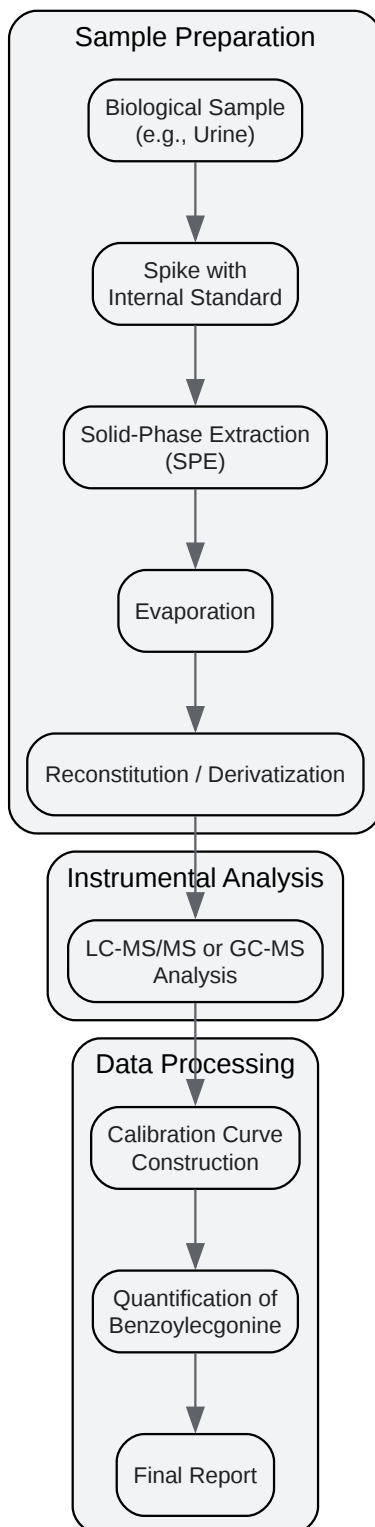 Sample Preparation
Biological Sample
(e.g., Urine)
Spike with
Internal Standard
Solid-Phase Extraction
(SPE)
Evaporation
Reconstitution / Derivatization
Instrumental Analysis
LC-MS/MS or GC-MS
Analysis
Data Processing
Calibration Curve
Construction
Quantification of
Benzoylecgonine
Final Report